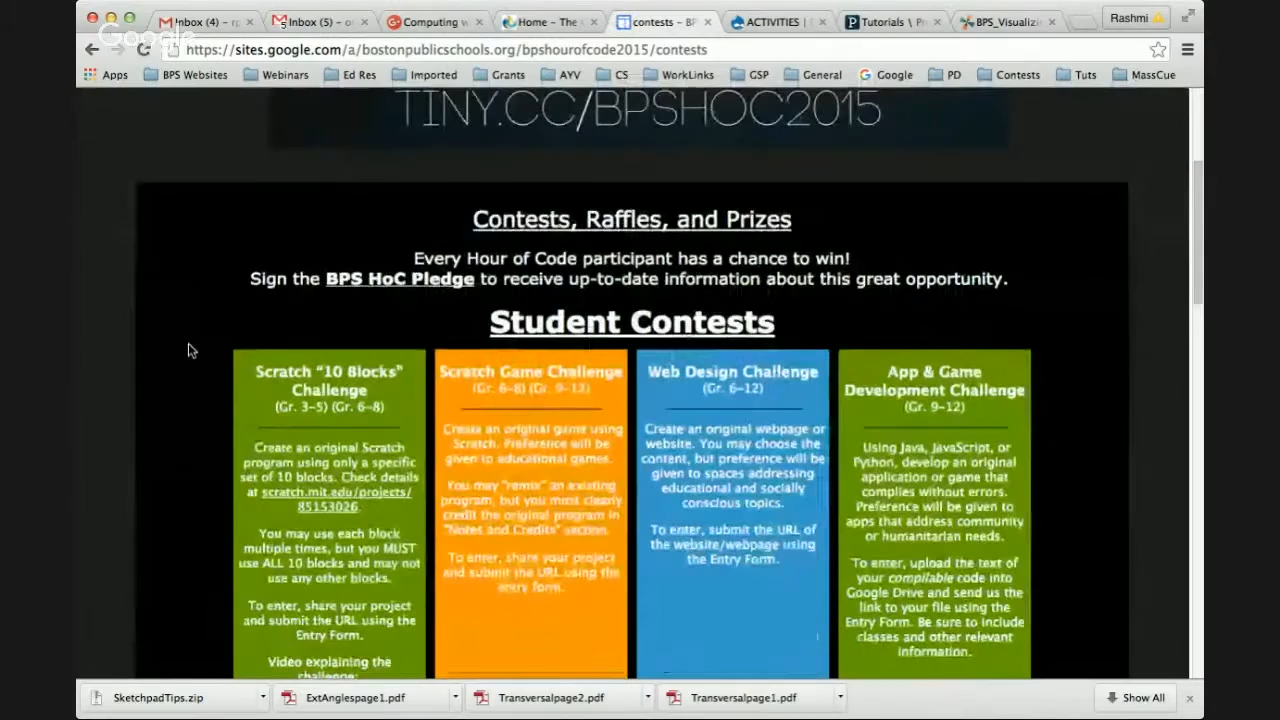 Inbox (4) – rp
Inbox (5) – o
Computing w
Home – The
contests – BP
ACTIVITIES
Tutorials \ P
BPS_Visualizi
Rashmi
Google
https://sites.google.com/a/bostonpublicschools.org/bpshourofcode2015/contests
Apps BPS Websites Webinars Ed Res Imported Grants AYV CS WorkLinks GSP General Google PD Contests Tuts MassCue
TINY.CC/BPSHOC2015
Contests, Raffles, and Prizes
Every Hour of Code participant has a chance to win!
Sign the BPS HoC Pledge to receive up-to-date information about this great opportunity.
Student Contests
Scratch "10 Blocks"
Challenge
(Gr. 3–5) (Gr. 6–8)
Create an original Scratch
program using only a specific
set of 10 blocks. Check details
at scratch.mit.edu/projects/
85153026.
You may use each block
multiple times, but you MUST
use ALL 10 blocks and may not
use any other blocks.
To enter, share your project
and submit the URL using the
Entry Form.
Video explaining the
challenge:
Scratch Game Challenge
(Gr. 6–8) (Gr. 9–12)
Create an original game using
Scratch. Preference will be
given to educational games.
You may "remix" an existing
program, but you must clearly
credit the original program in
"Notes and Credits" section.
To enter, share your project
and submit the URL using the
entry form.
Web Design Challenge
(Gr. 6–12)
Create an original webpage or
website. You may choose the
content, but preference will be
given to spaces addressing
educational and socially
conscious topics.
To enter, submit the URL of
the website/webpage using
the Entry Form.
App & Game
Development Challenge
(Gr. 9–12)
Using Java, JavaScript, or
Python, develop an original
application or game that
complies without errors.
Preference will be given to
apps that address community
or humanitarian needs.
To enter, upload the text of
your compilable code into
Google Drive and send us the
link to your file using the
Entry Form. Be sure to include
classes and other relevant
information.
SketchpadTips.zip
ExtAnglespage1.pdf
Transversalpage2.pdf
Transversalpage1.pdf
Show All